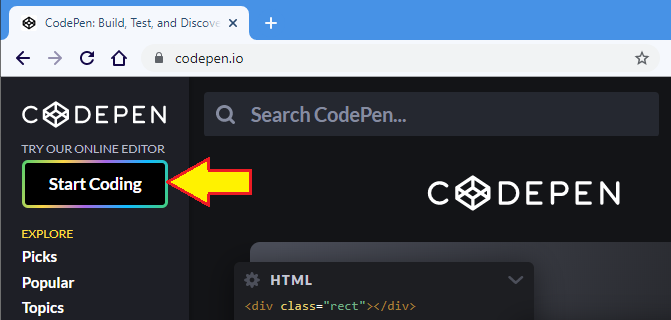 CodePen: Build, Test, and Discove
codepen.io
CODEPEN
Search CodePen...
TRY OUR ONLINE EDITOR
Start Coding
CODEPEN
EXPLORE
Picks
Popular
Topics
HTML
<div class="rect"></div>